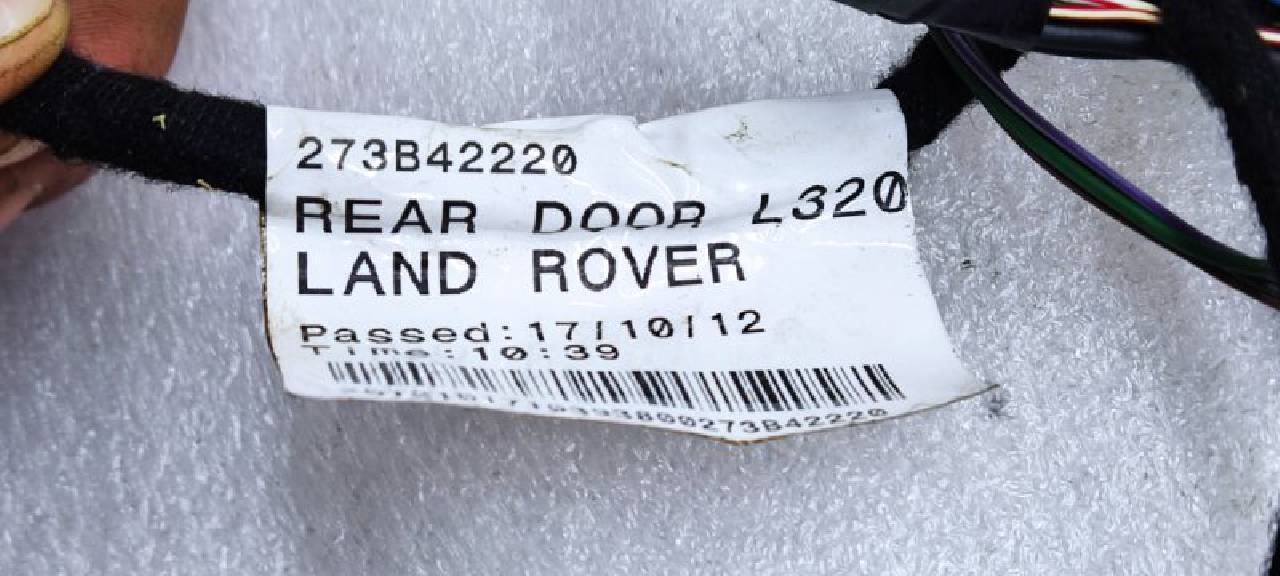 273B42220
REAR DOOR L320
LAND ROVER
Passed:17/10/12
Time:10:39